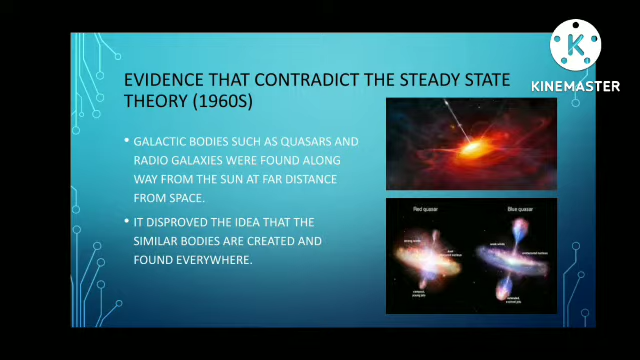 EVIDENCE THAT CONTRADICT THE STEADY STATE
THEORY (1960S)
• GALACTIC BODIES SUCH AS QUASARS AND
RADIO GALAXIES WERE FOUND ALONG
WAY FROM THE SUN AT FAR DISTANCE
FROM SPACE.
• IT DISPROVED THE IDEA THAT THE
SIMILAR BODIES ARE CREATED AND
FOUND EVERYWHERE.
K
KINEMASTER
Red quasar
Blue quasar